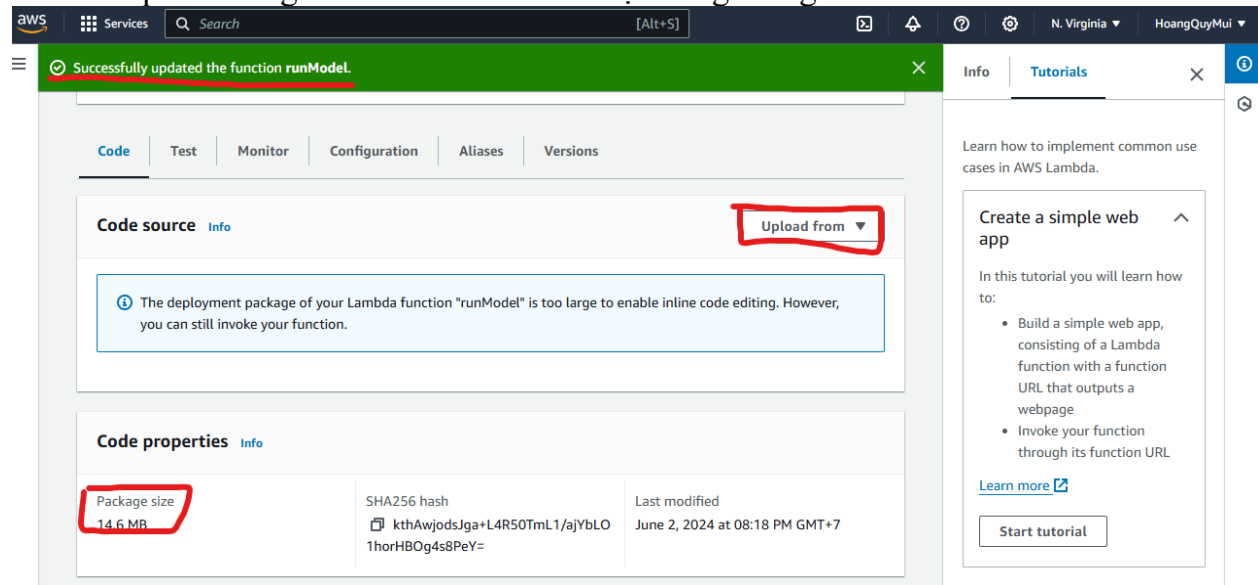 aws
Services
Search
[Alt+S]
N. Virginia
HoangQuyMui
Successfully updated the function runModel.
Info
Tutorials
Code
Test
Monitor
Configuration
Aliases
Versions
Learn how to implement common use
cases in AWS Lambda.
Code source Info
Upload from
The deployment package of your Lambda function "runModel" is too large to enable inline code editing. However,
you can still invoke your function.
Create a simple web
app
In this tutorial you will learn how
to:
• Build a simple web app,
consisting of a Lambda
function with a function
URL that outputs a
webpage
• Invoke your function
through its function URL
Learn more
Start tutorial
Code properties Info
Package size
14.6 MB
SHA256 hash
kthAwjodsJga+L4R50TmL1/ajYbLO
1horHBOg4s8PeY=
Last modified
June 2, 2024 at 08:18 PM GMT+7